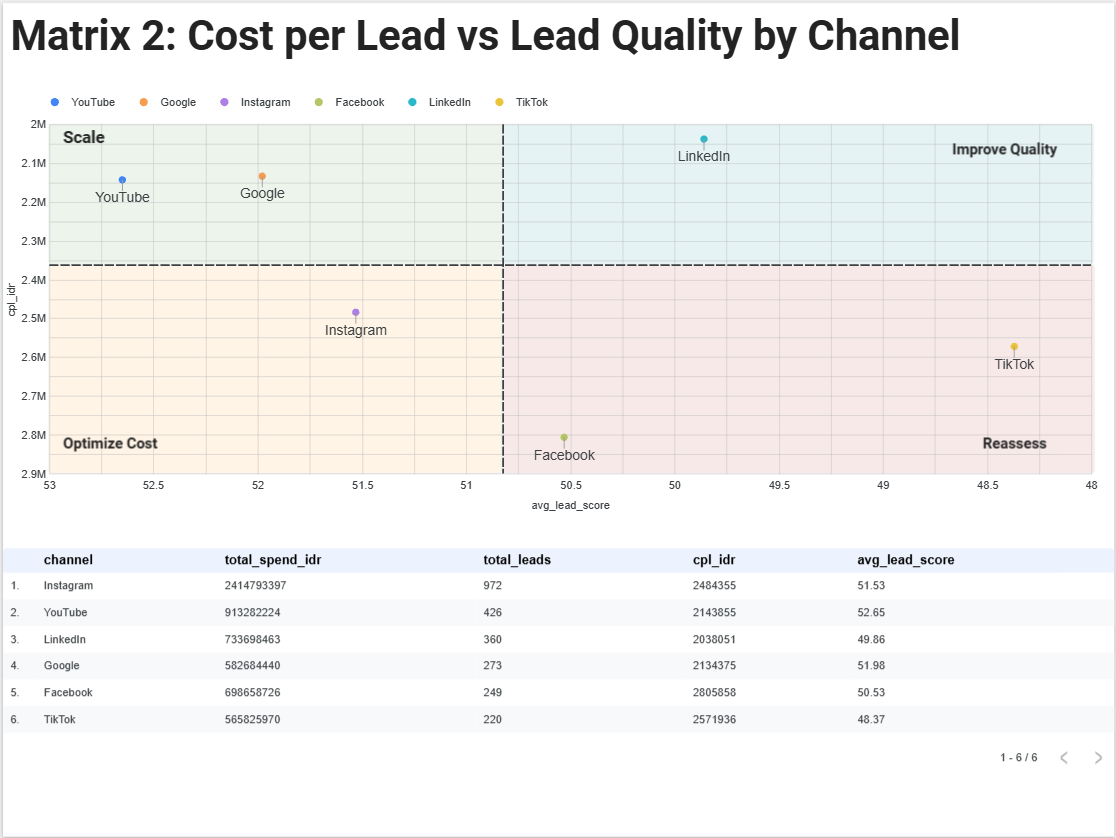 Matrix 2: Cost per Lead vs Lead Quality by Channel
YouTube Google Instagram Facebook LinkedIn TikTok
2M
Scale
LinkedIn
Improve Quality
2.1M
YouTube
Google
2.2M
2.3M
2.4M
cpl_idr
2.5M
Instagram
2.6M
TikTok
2.7M
2.8M
Optimize Cost
Facebook
Reassess
2.9M
53 52.5 52 51.5 51 50.5 50 49.5 49 48.5 48
avg_lead_score
channel total_spend_idr total_leads cpl_idr avg_lead_score
1. Instagram 2414793397 972 2484355 51.53
2. YouTube 913282224 426 2143855 52.65
3. LinkedIn 733698463 360 2038051 49.86
4. Google 582684440 273 2134375 51.98
5. Facebook 698658726 249 2805858 50.53
6. TikTok 565825970 220 2571936 48.37
1 - 6 / 6